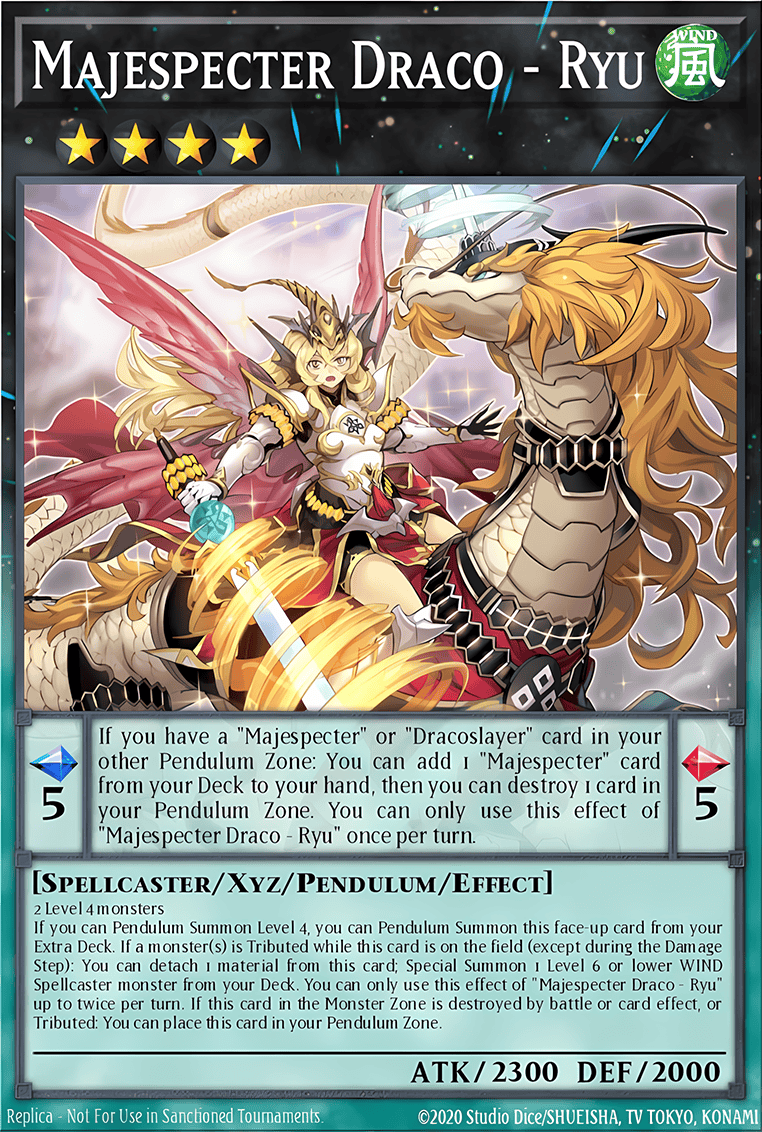 Majespecter Draco - Ryu
WIND
風
If you have a "Majespecter" or "Dracoslayer" card in your
other Pendulum Zone: You can add 1 "Majespecter" card
from your Deck to your hand, then you can destroy 1 card in
your Pendulum Zone. You can only use this effect of
"Majespecter Draco - Ryu" once per turn.
5
5
[Spellcaster/Xyz/Pendulum/Effect]
2 Level 4 monsters
If you can Pendulum Summon Level 4, you can Pendulum Summon this face-up card from your
Extra Deck. If a monster(s) is Tributed while this card is on the field (except during the Damage
Step): You can detach 1 material from this card; Special Summon 1 Level 6 or lower WIND
Spellcaster monster from your Deck. You can only use this effect of "Majespecter Draco - Ryu"
up to twice per turn. If this card in the Monster Zone is destroyed by battle or card effect, or
Tributed: You can place this card in your Pendulum Zone.
ATK/2300 DEF/2000
Replica - Not For Use in Sanctioned Tournaments.
©2020 Studio Dice/SHUEISHA, TV TOKYO, KONAMI